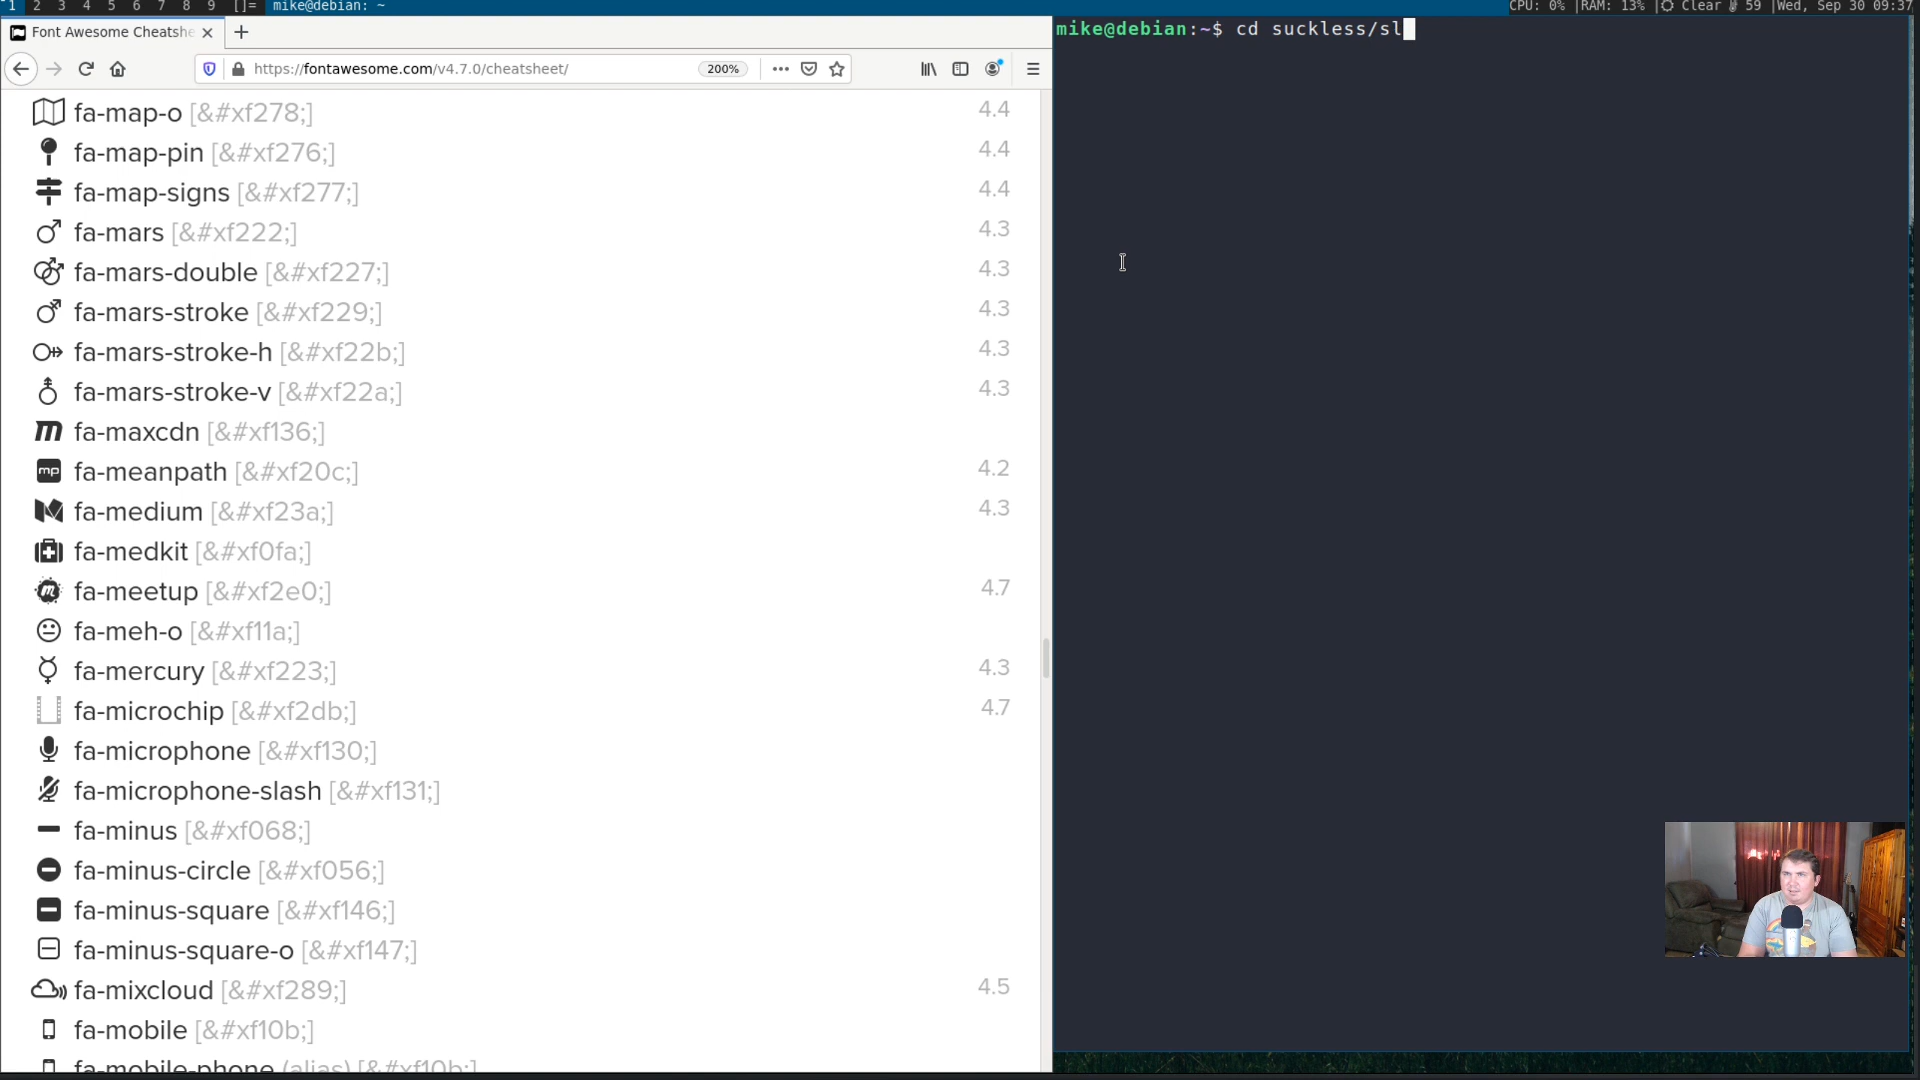 1 2 3 4 5 6 7 8 9 []= mike@debian: ~
CPU: 0% |RAM: 13%| Clear 59 |Wed, Sep 30 09:37
Font Awesome Cheatshe
https://fontawesome.com/v4.7.0/cheatsheet/ 200%
fa-map-o [&#xf278;] 4.4
fa-map-pin [&#xf276;] 4.4
fa-map-signs [&#xf277;] 4.4
fa-mars [&#xf222;] 4.3
fa-mars-double [&#xf227;] 4.3
fa-mars-stroke [&#xf229;] 4.3
fa-mars-stroke-h [&#xf22b;] 4.3
fa-mars-stroke-v [&#xf22a;] 4.3
fa-maxcdn [&#xf136;]
mp fa-meanpath [&#xf20c;] 4.2
fa-medium [&#xf23a;] 4.3
fa-medkit [&#xf0fa;]
fa-meetup [&#xf2e0;] 4.7
fa-meh-o [&#xf11a;]
fa-mercury [&#xf223;] 4.3
fa-microchip [&#xf2db;] 4.7
fa-microphone [&#xf130;]
fa-microphone-slash [&#xf131;]
fa-minus [&#xf068;]
fa-minus-circle [&#xf056;]
fa-minus-square [&#xf146;]
fa-minus-square-o [&#xf147;]
fa-mixcloud [&#xf289;] 4.5
fa-mobile [&#xf10b;]
fa-mobile-phone (alias) [&#xf10b;]
mike@debian:~$ cd suckless/sl